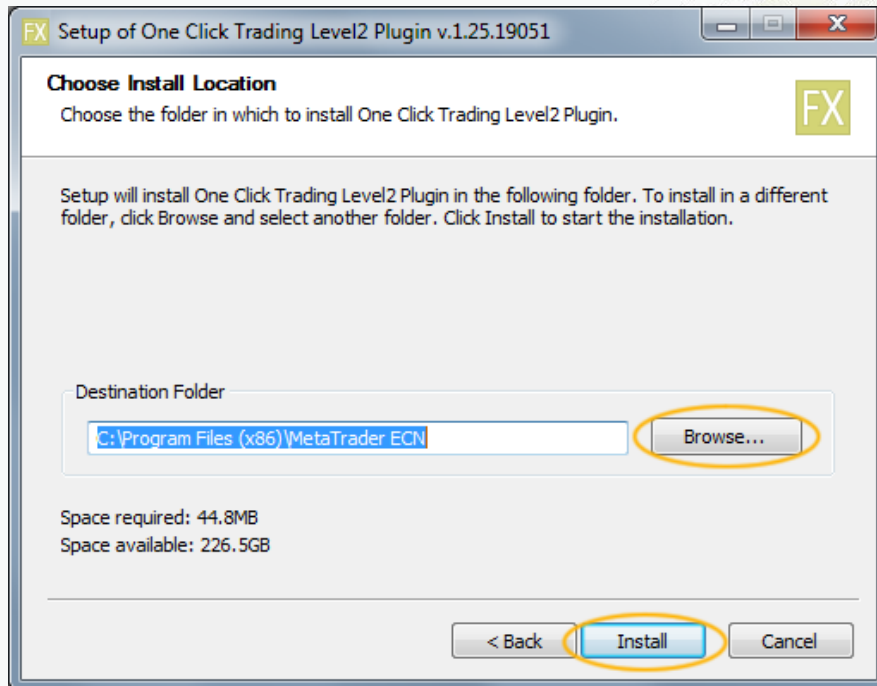 FX Setup of One Click Trading Level2 Plugin v.1.25.19051
Choose Install Location
Choose the folder in which to install One Click Trading Level2 Plugin.
FX
Setup will install One Click Trading Level2 Plugin in the following folder. To install in a different
folder, click Browse and select another folder. Click Install to start the installation.
Destination Folder
C:\Program Files (x86)\MetaTrader ECN
Browse...
Space required: 44.8MB
Space available: 226.5GB
< Back
Install
Cancel